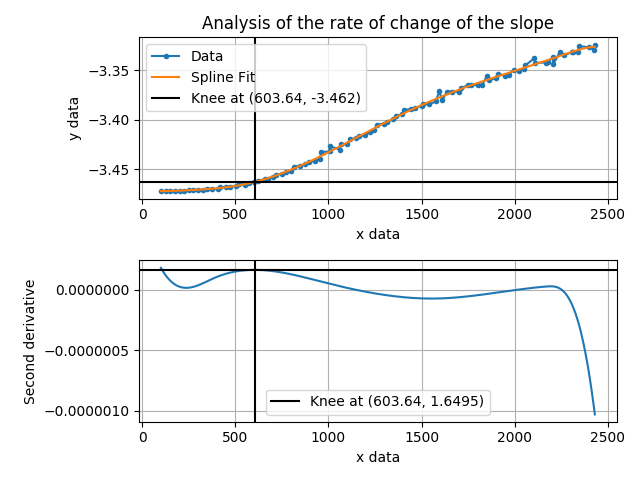 Analysis of the rate of change of the slope
Data
Spline Fit
Knee at (603.64, -3.462)
−3.35
−3.40
−3.45
y data
0 500 1000 1500 2000 2500
x data
0.0000000
−0.0000005
−0.0000010
Second derivative
Knee at (603.64, 1.6495)
0 500 1000 1500 2000 2500
x data